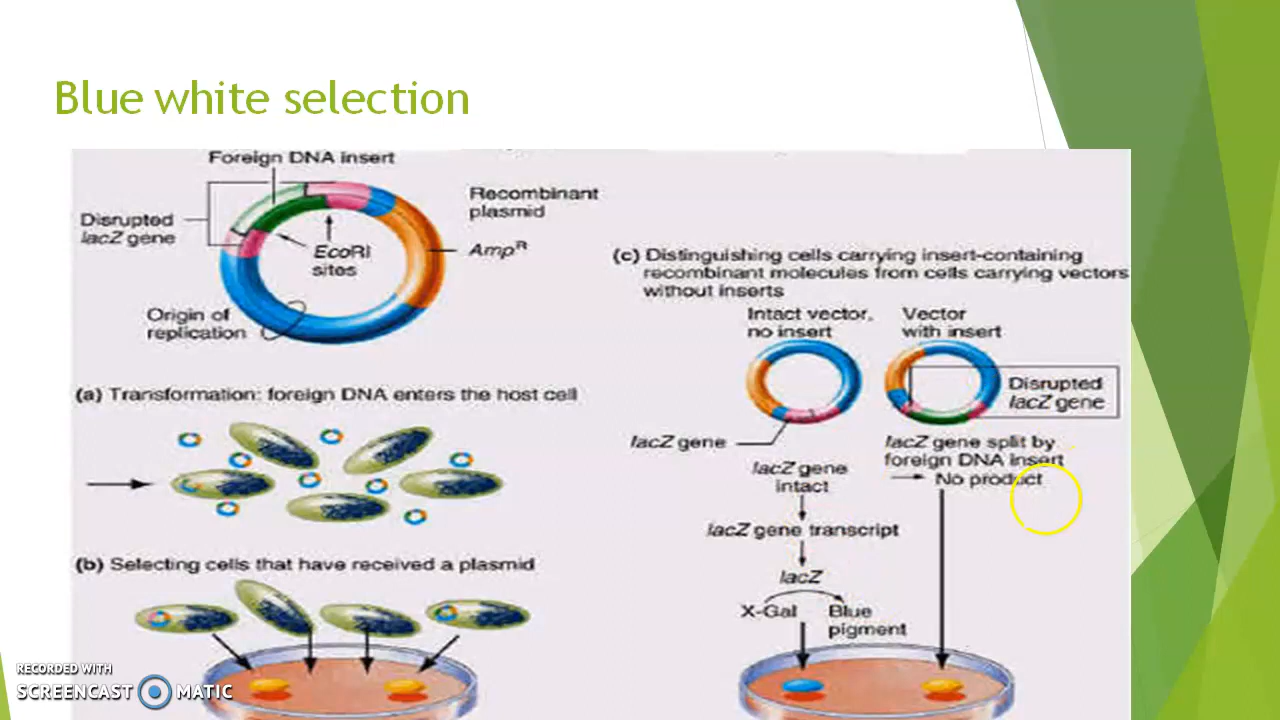 Blue white selection
Foreign DNA insert
Recombinant
plasmid
Disrupted
lacZ gene
EcoRI
sites
AmpR
Origin of
replication
(a) Transformation: foreign DNA enters the host cell
(b) Selecting cells that have received a plasmid
(c) Distinguishing cells carrying insert-containing
recombinant molecules from cells carrying vectors
without inserts
Intact vector,
no insert
Vector
with insert
Disrupted
lacZ gene
lacZ gene
lacZ gene split by
foreign DNA insert
No product
lacZ gene
intact
lacZ gene transcript
lacZ
X-Gal
Blue
pigment
RECORDED WITH
SCREENCAST MATIC